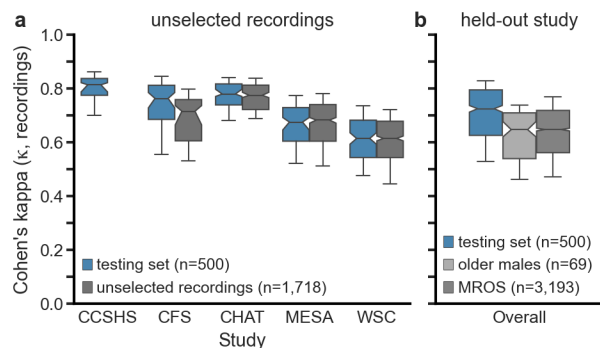 a unselected recordings
Cohen's kappa (κ, recordings)
1.0
0.8
0.6
0.4
0.2
0.0
testing set (n=500)
unselected recordings (n=1,718)
CCSHS CFS CHAT MESA WSC
Study
b held-out study
testing set (n=500)
older males (n=69)
MROS (n=3,193)
Overall